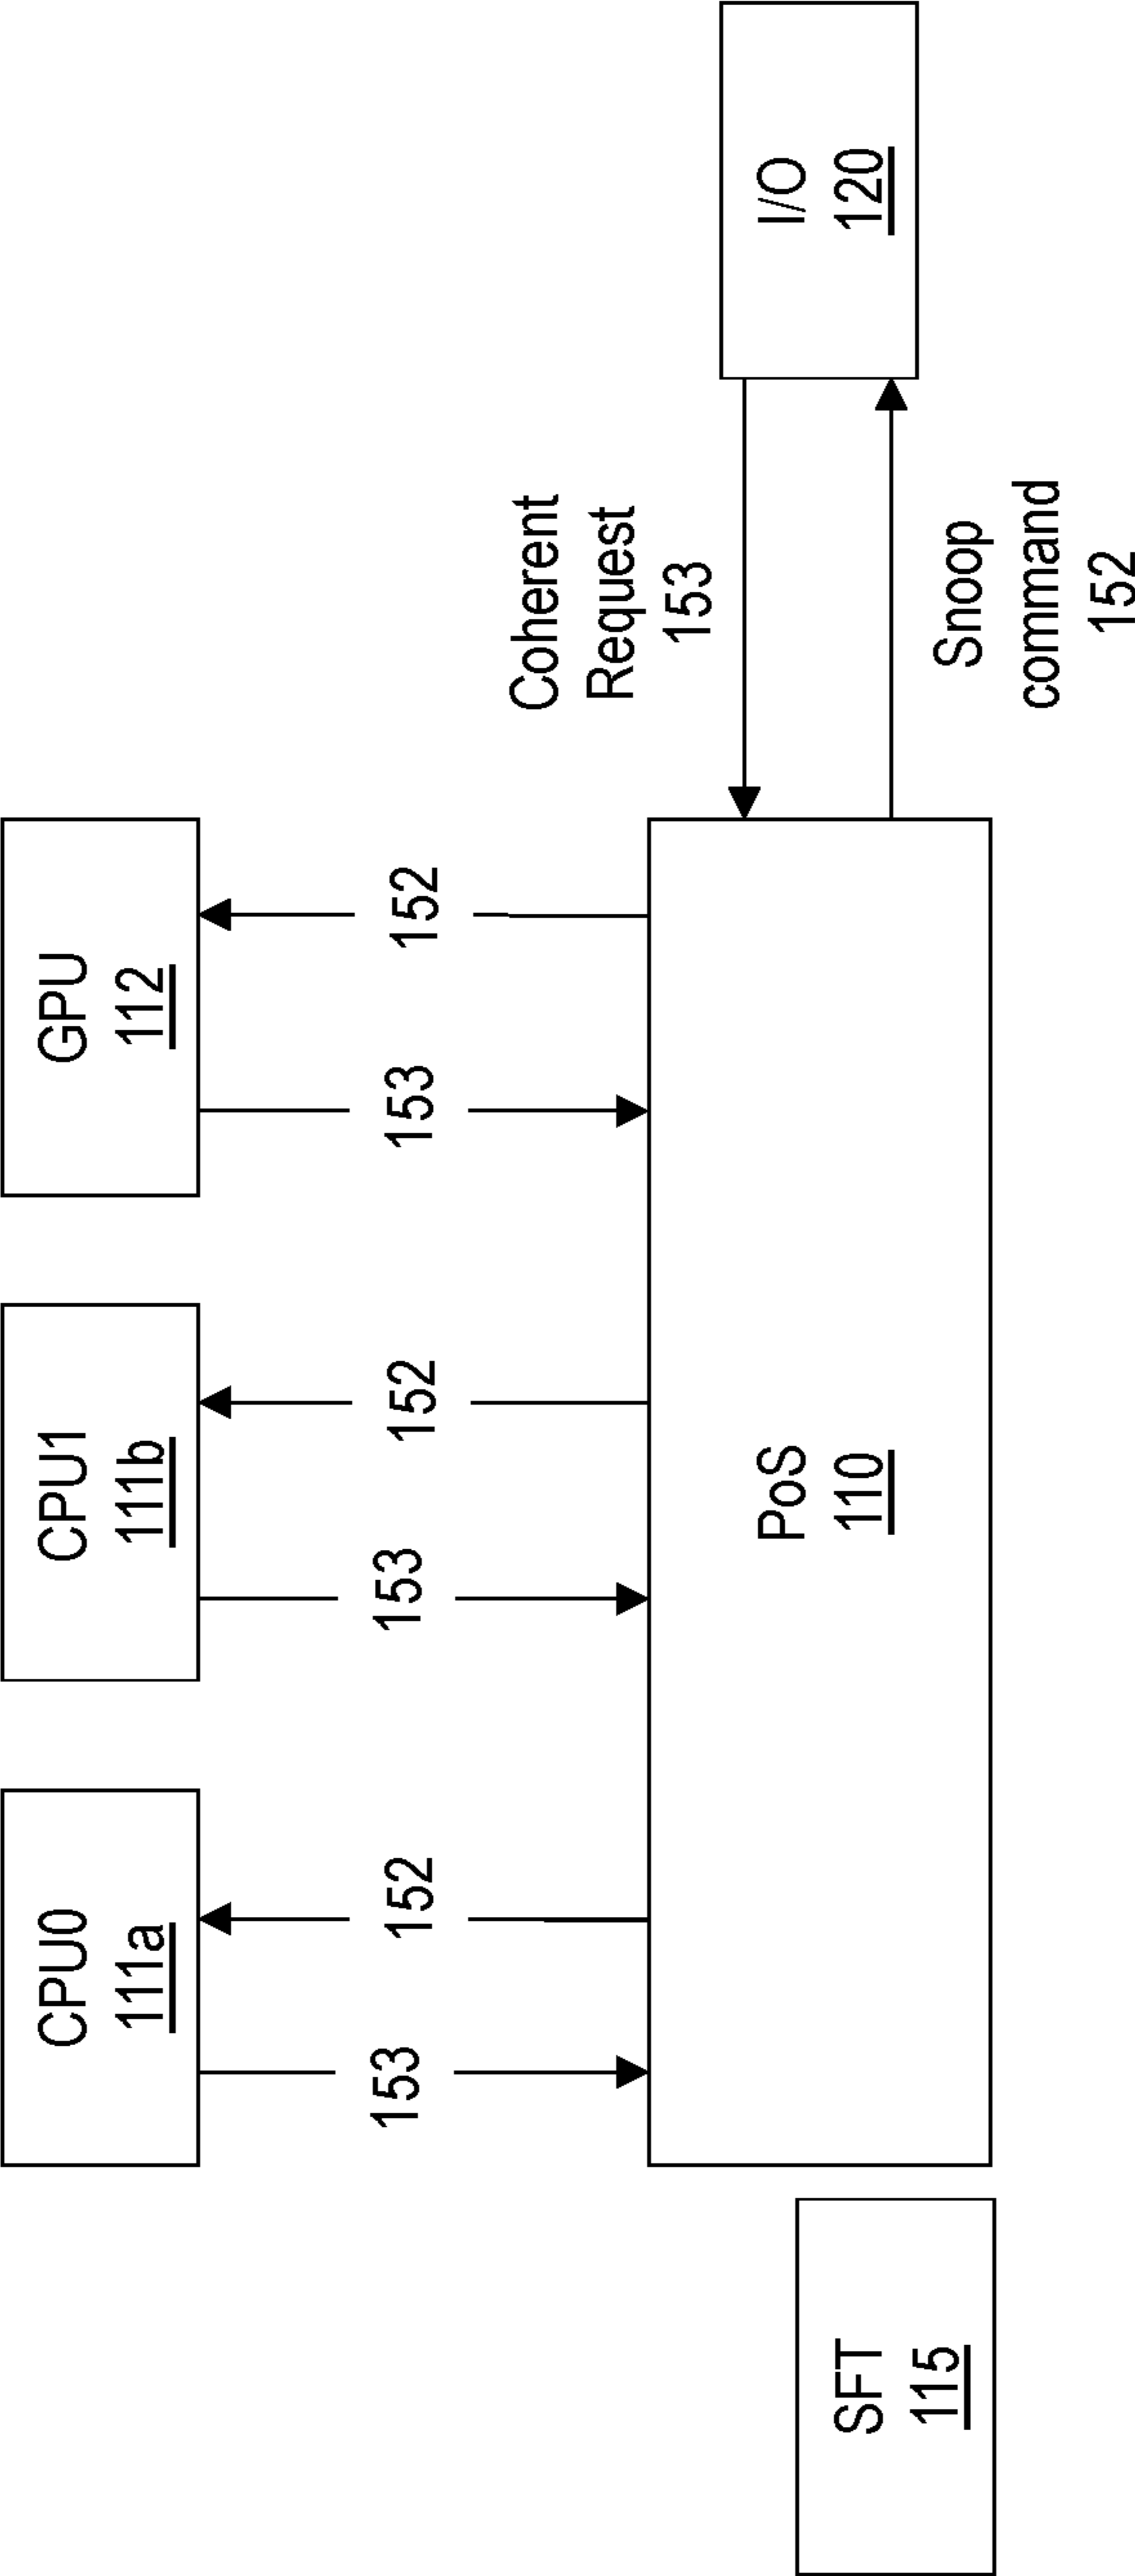 CPU0
111a
CPU1
111b
GPU
112
153
152
153
152
153
152
Coherent
Request
153
PoS
110
I/O
120
SFT
115
Snoop
command
152